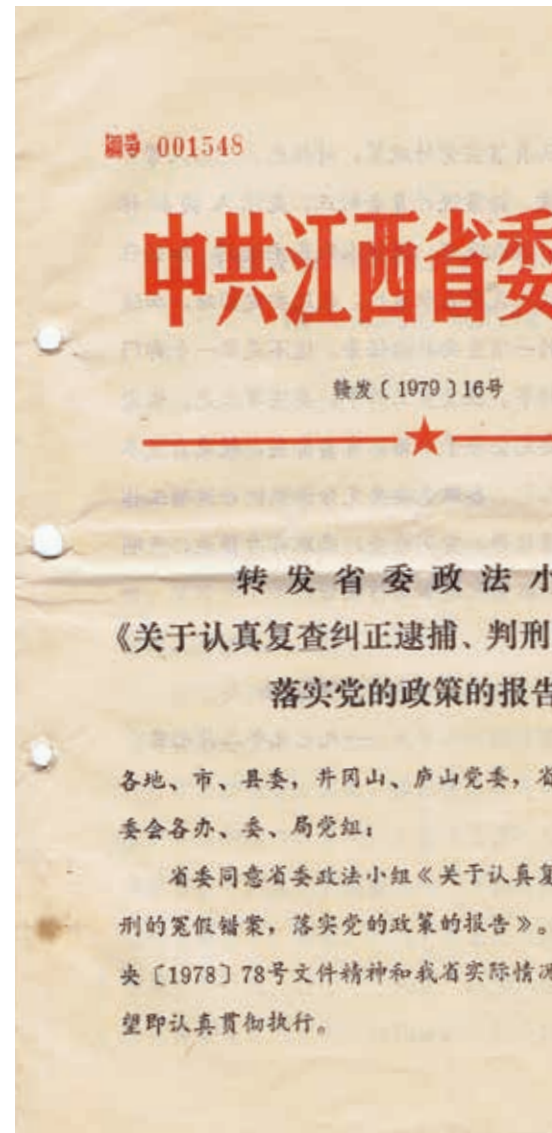 编号 001548
中共江西省委
赣发〔1979〕16号
转发省委政法小
《关于认真复查纠正逮捕、判刑
落实党的政策的报告
各地、市、县委，井冈山、庐山党委，省
委会各办、委、局党组：
省委同意省委政法小组《关于认真复
刑的冤假错案，落实党的政策的报告》。
央〔1978〕78号文件精神和我省实际情况
望即认真贯彻执行。